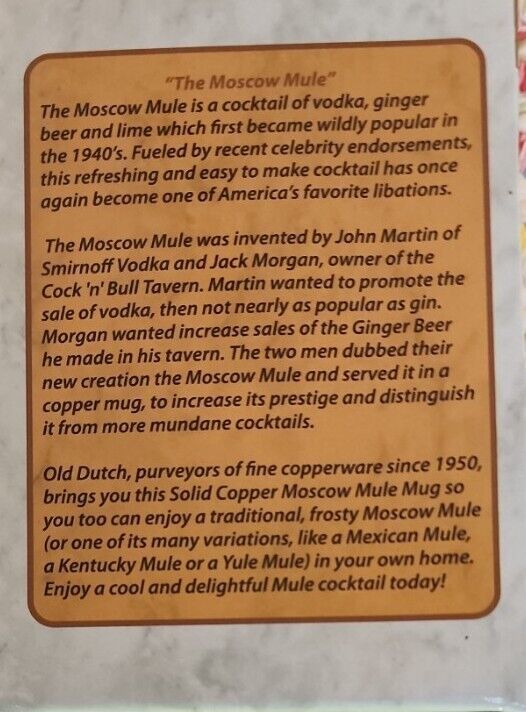 "The Moscow Mule"
The Moscow Mule is a cocktail of vodka, ginger
beer and lime which first became wildly popular in
the 1940's. Fueled by recent celebrity endorsements,
this refreshing and easy to make cocktail has once
again become one of America's favorite libations.
The Moscow Mule was invented by John Martin of
Smirnoff Vodka and Jack Morgan, owner of the
Cock 'n' Bull Tavern. Martin wanted to promote the
sale of vodka, then not nearly as popular as gin.
Morgan wanted increase sales of the Ginger Beer
he made in his tavern. The two men dubbed their
new creation the Moscow Mule and served it in a
copper mug, to increase its prestige and distinguish
it from more mundane cocktails.
Old Dutch, purveyors of fine copperware since 1950,
brings you this Solid Copper Moscow Mule Mug so
you too can enjoy a traditional, frosty Moscow Mule
(or one of its many variations, like a Mexican Mule,
a Kentucky Mule or a Yule Mule) in your own home.
Enjoy a cool and delightful Mule cocktail today!